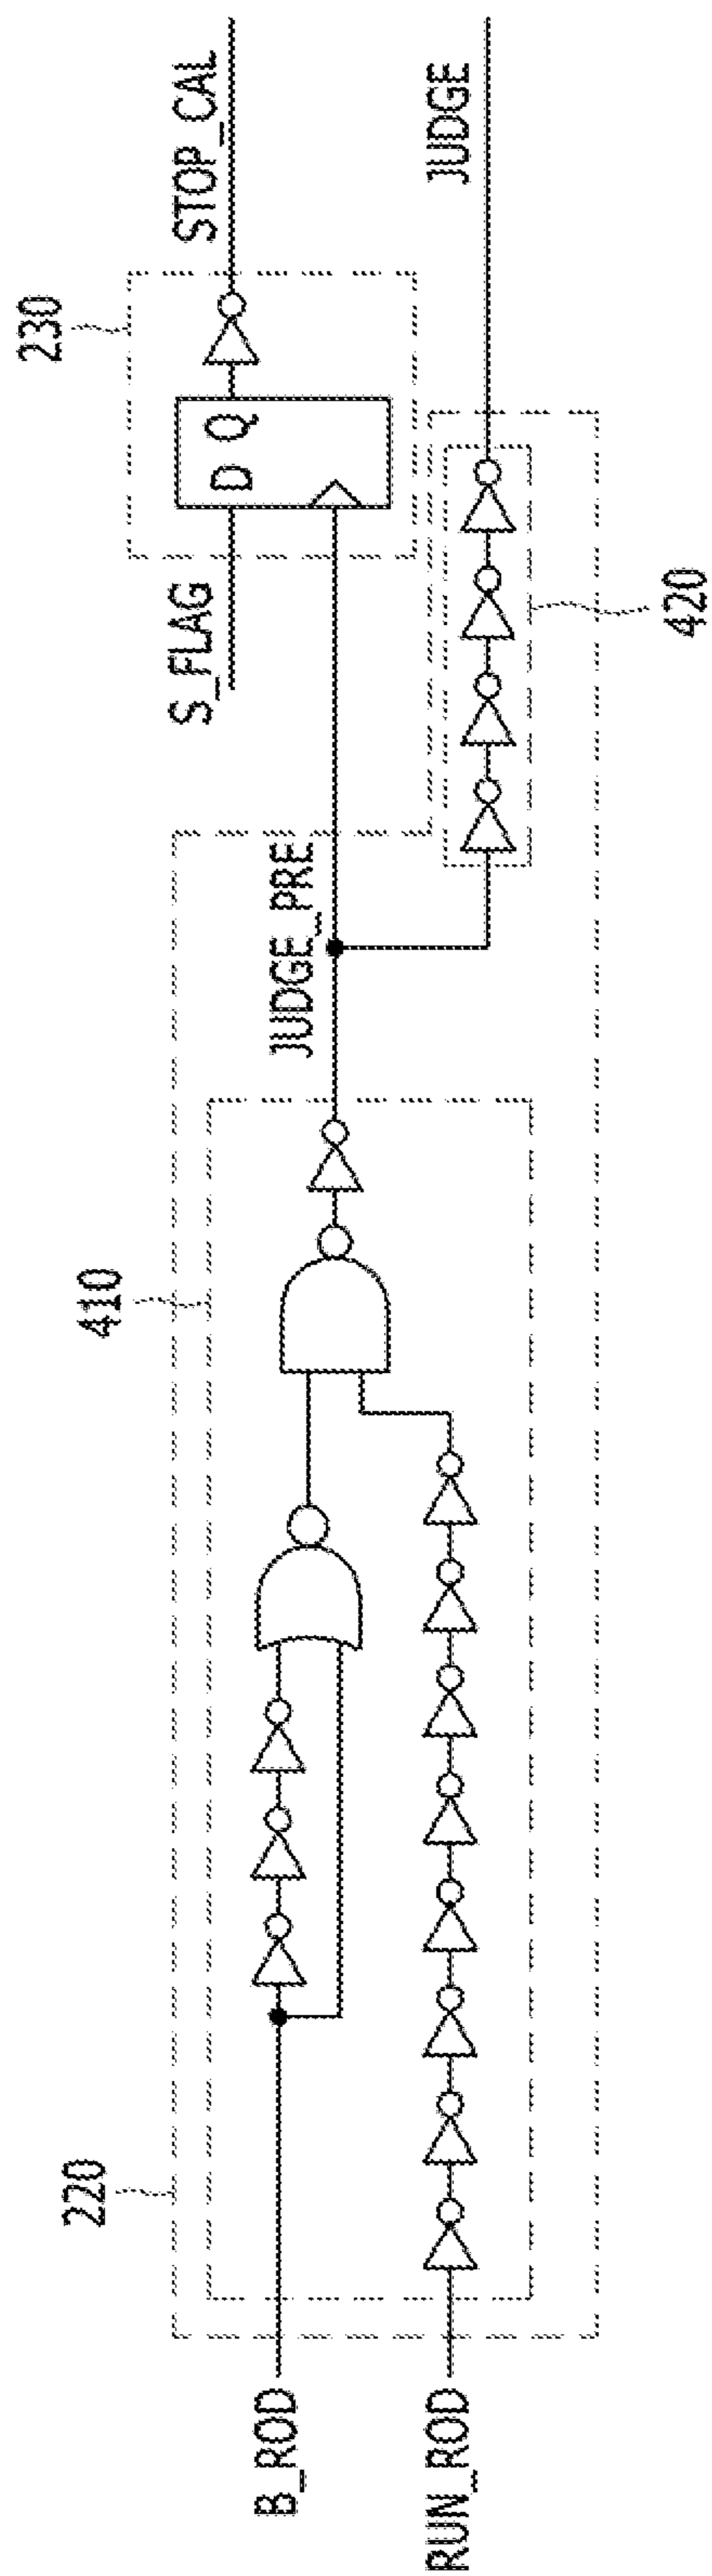 220
410
230
B_ROD
RUN_ROD
JUDGE_PRE
S_FLAG
D Q
STOP_CAL
JUDGE
420